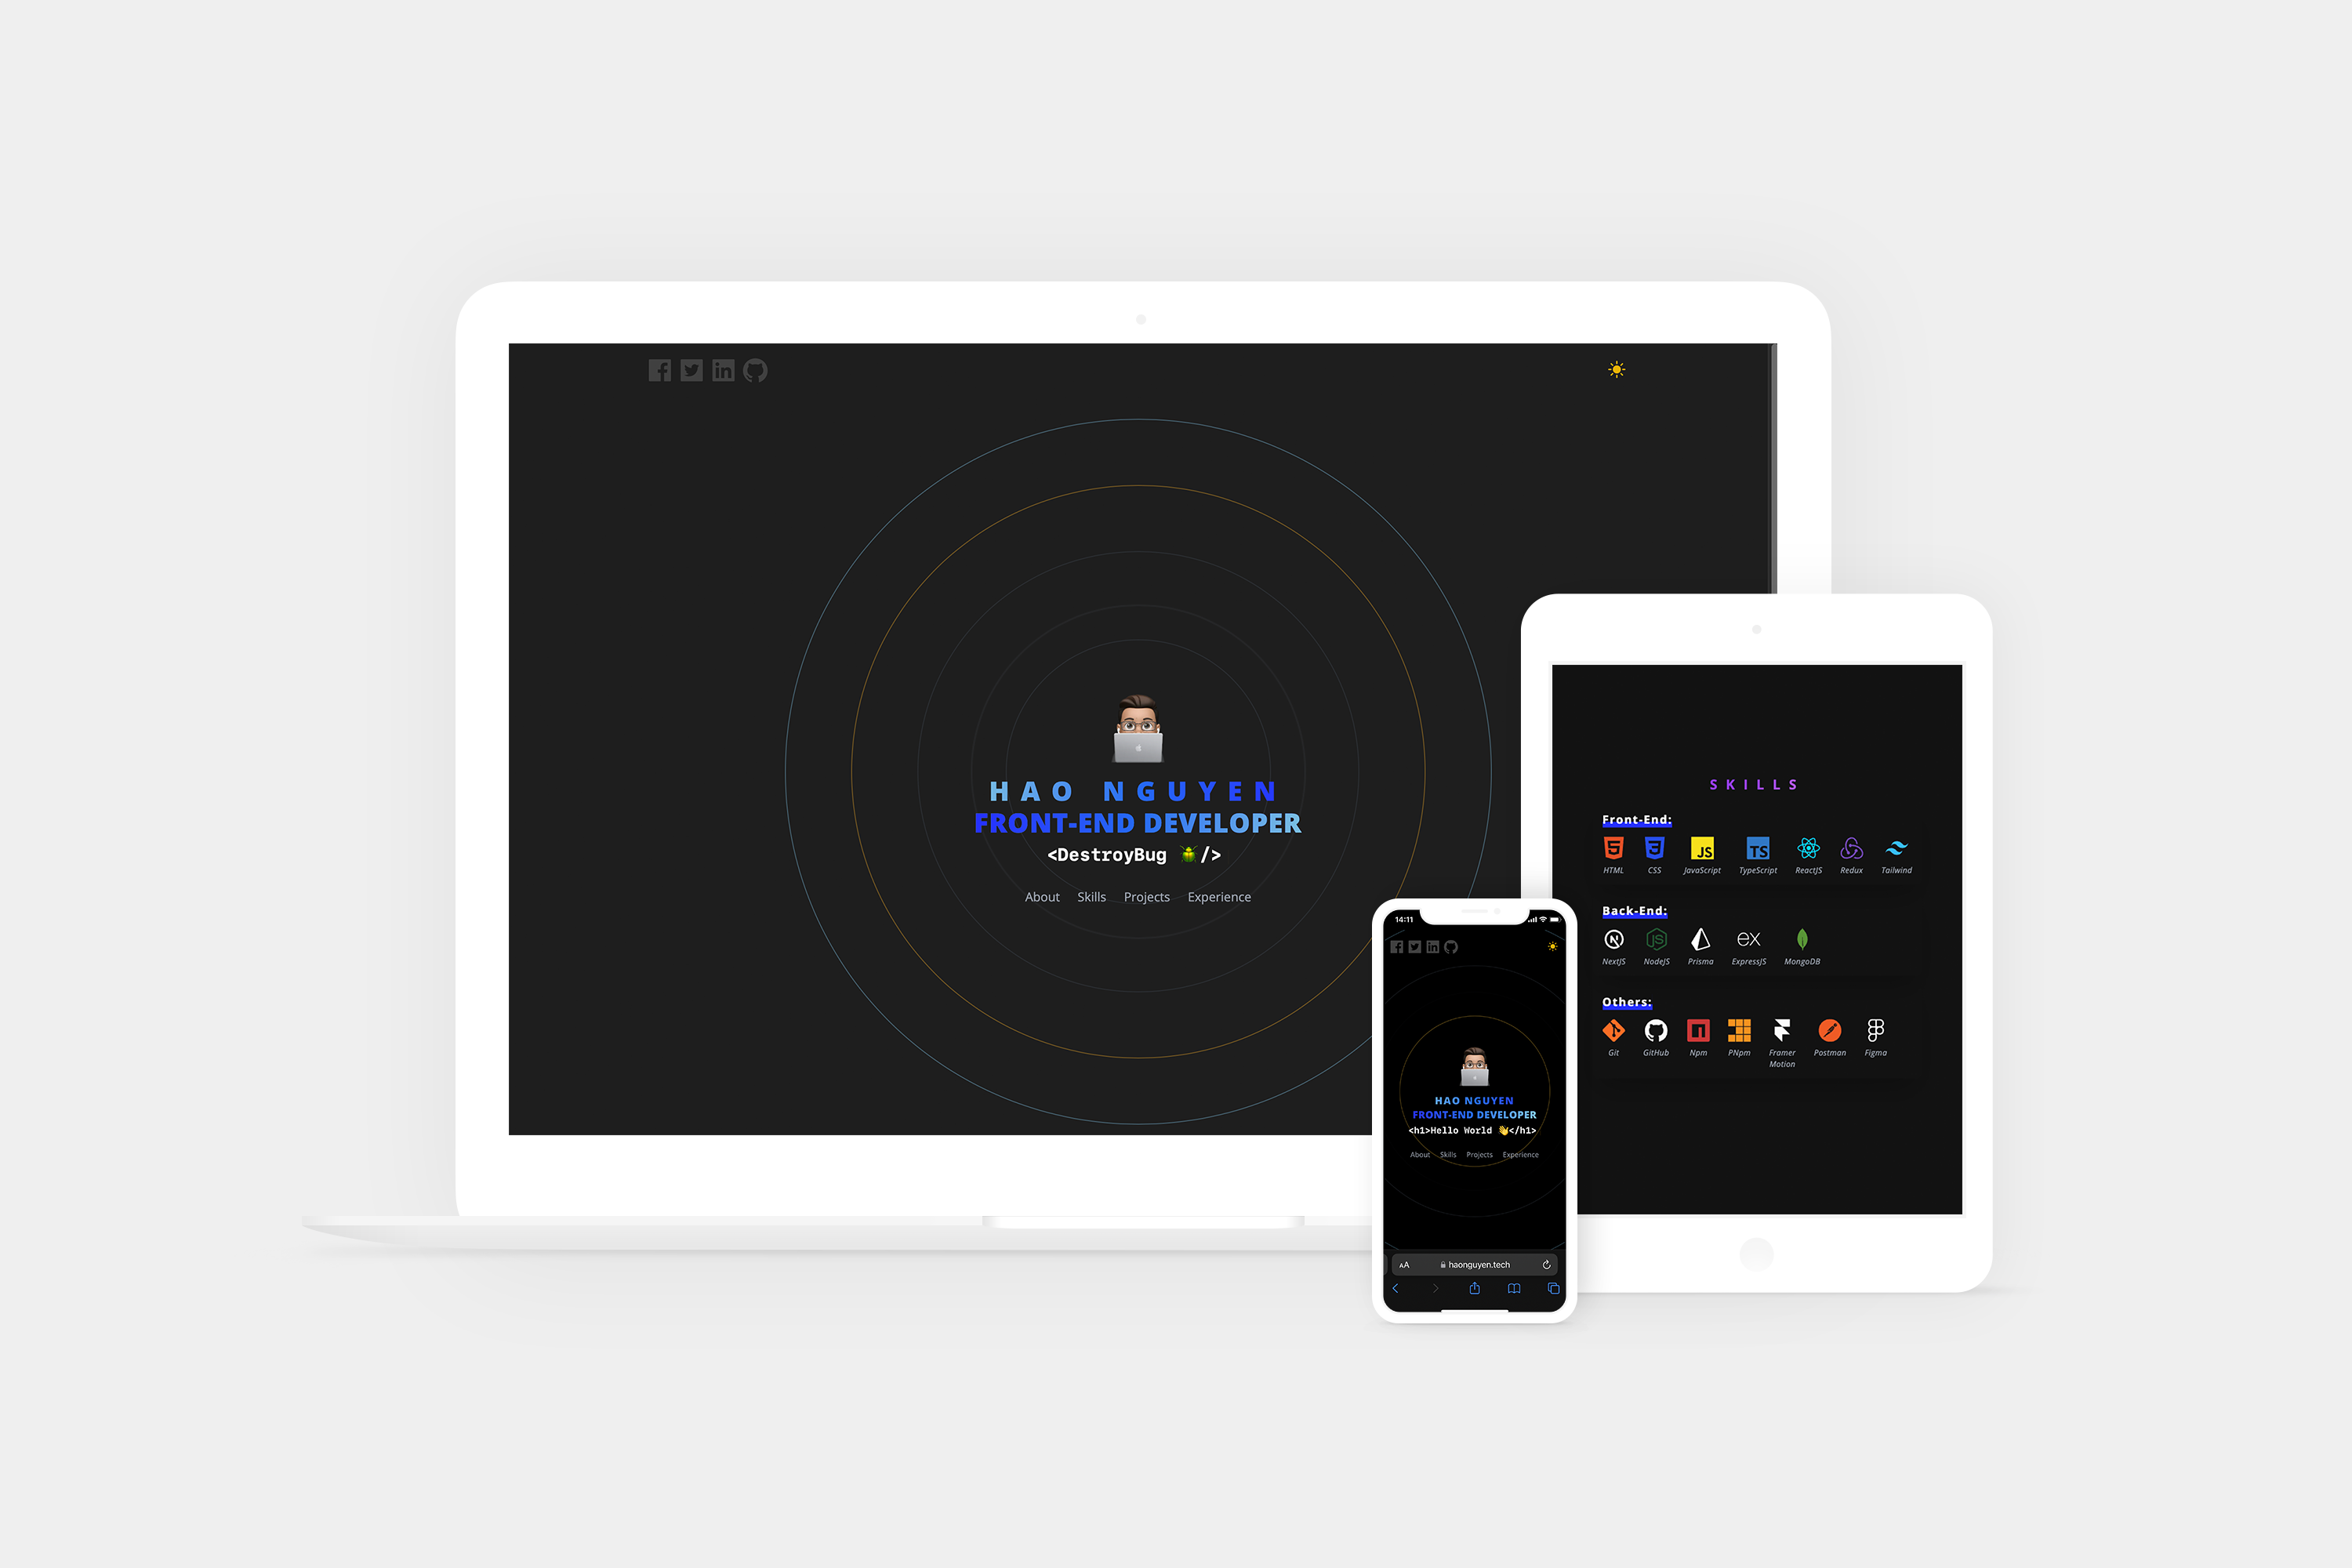 HAO NGUYEN
FRONT-END DEVELOPER
<DestroyBug 🪲/>
About Skills Projects Experience
SKILLS
Front-End:
HTML CSS JavaScript TypeScript ReactJS Redux Tailwind
Back-End:
NextJS NodeJS Prisma ExpressJS MongoDB
Others:
Git GitHub Npm PNpm Framer Motion Postman Figma
14:11
HAO NGUYEN
FRONT-END DEVELOPER
<h1>Hello World 👋</h1>
About Skills Projects Experience
AA haonguyen.tech